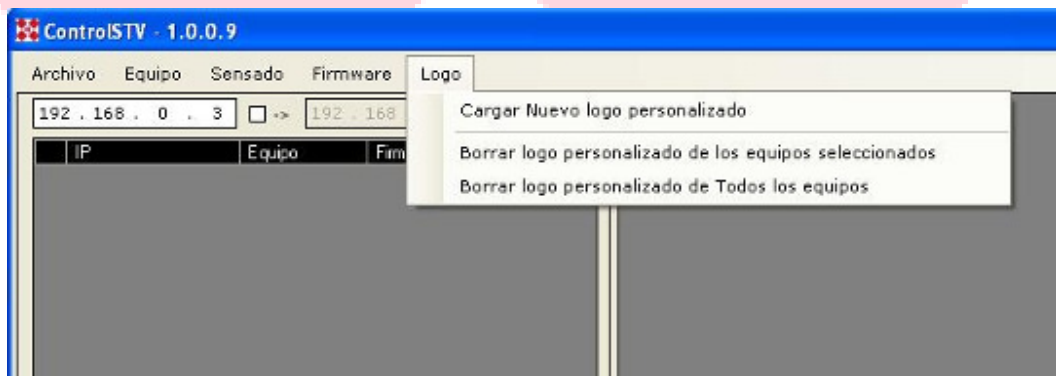 ControlSTV - 1.0.0.9
Archivo Equipo Sensado Firmware Logo
192 . 168 . 0 . 3 -> 192 . 168
Cargar Nuevo logo personalizado
IP Equipo Firm
Borrar logo personalizado de los equipos seleccionados
Borrar logo personalizado de Todos los equipos